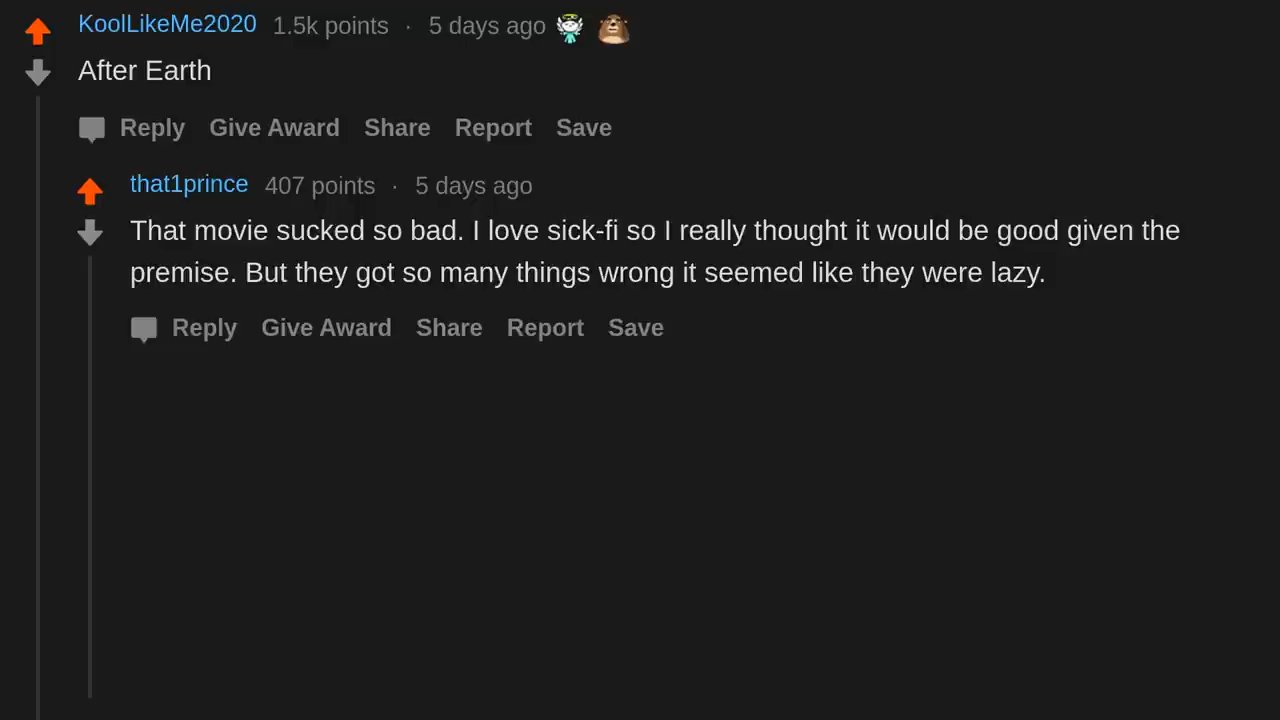 KoolLikeMe2020 1.5k points · 5 days ago
After Earth
Reply Give Award Share Report Save
that1prince 407 points · 5 days ago
That movie sucked so bad. I love sick-fi so I really thought it would be good given the
premise. But they got so many things wrong it seemed like they were lazy.
Reply Give Award Share Report Save